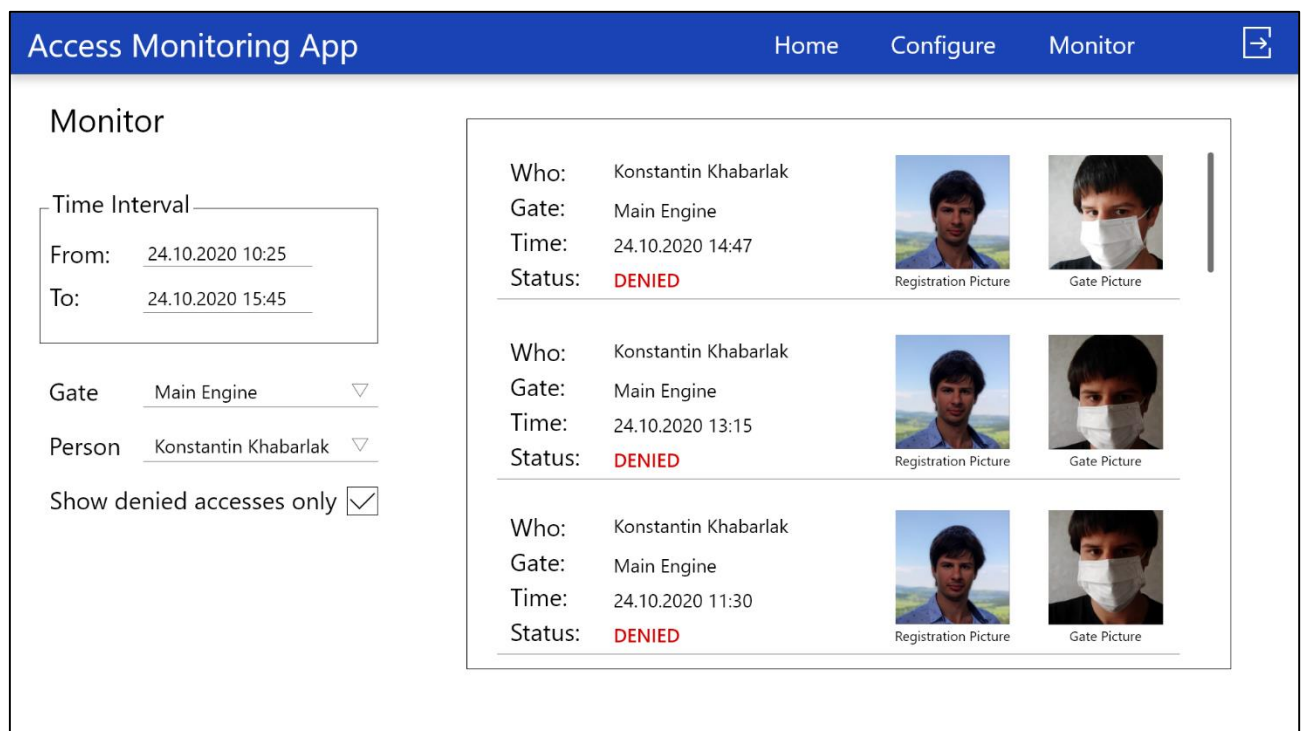 Access Monitoring App Home Configure Monitor
Monitor
Time Interval
From: 24.10.2020 10:25
To: 24.10.2020 15:45
Gate Main Engine
Person Konstantin Khabarlak
Show denied accesses only
Who: Konstantin Khabarlak
Gate: Main Engine
Time: 24.10.2020 14:47
Status: DENIED
Registration Picture Gate Picture
Who: Konstantin Khabarlak
Gate: Main Engine
Time: 24.10.2020 13:15
Status: DENIED
Registration Picture Gate Picture
Who: Konstantin Khabarlak
Gate: Main Engine
Time: 24.10.2020 11:30
Status: DENIED
Registration Picture Gate Picture